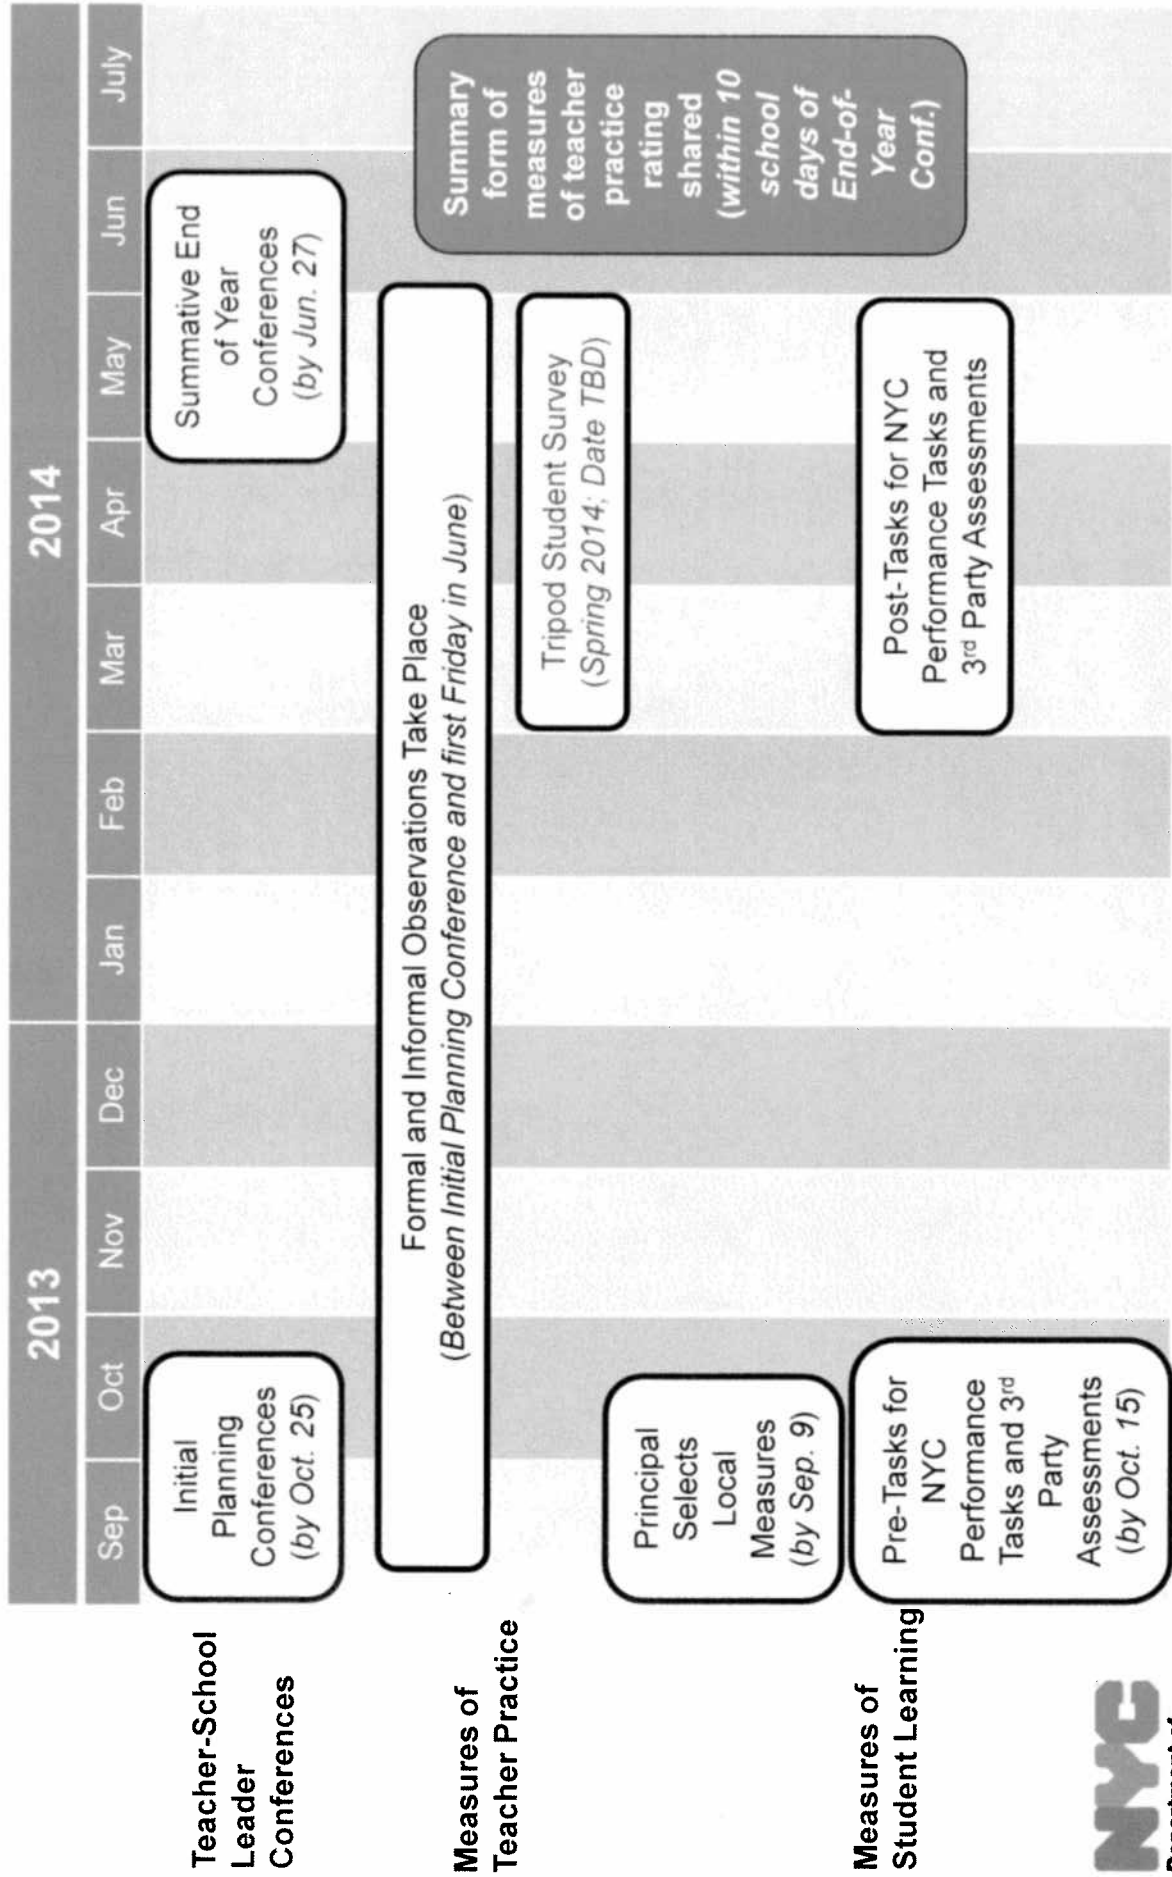 2013
2014
Sep
Oct
Nov
Dec
Jan
Feb
Mar
Apr
May
Jun
July
Teacher-School
Leader
Conferences
Initial
Planning
Conferences
(by Oct. 25)
Summative End
of Year
Conferences
(by Jun. 27)
Measures of
Teacher Practice
Formal and Informal Observations Take Place
(Between Initial Planning Conference and first Friday in June)
Tripod Student Survey
(Spring 2014; Date TBD)
Summary
form of
measures
of teacher
practice
rating
shared
(within 10
school
days of
End-of-
Year
Conf.)
Measures of
Student Learning
Principal
Selects
Local
Measures
(by Sep. 9)
Pre-Tasks for
NYC
Performance
Tasks and 3rd
Party
Assessments
(by Oct. 15)
Post-Tasks for NYC
Performance Tasks and
3rd Party Assessments
NYC
Department of